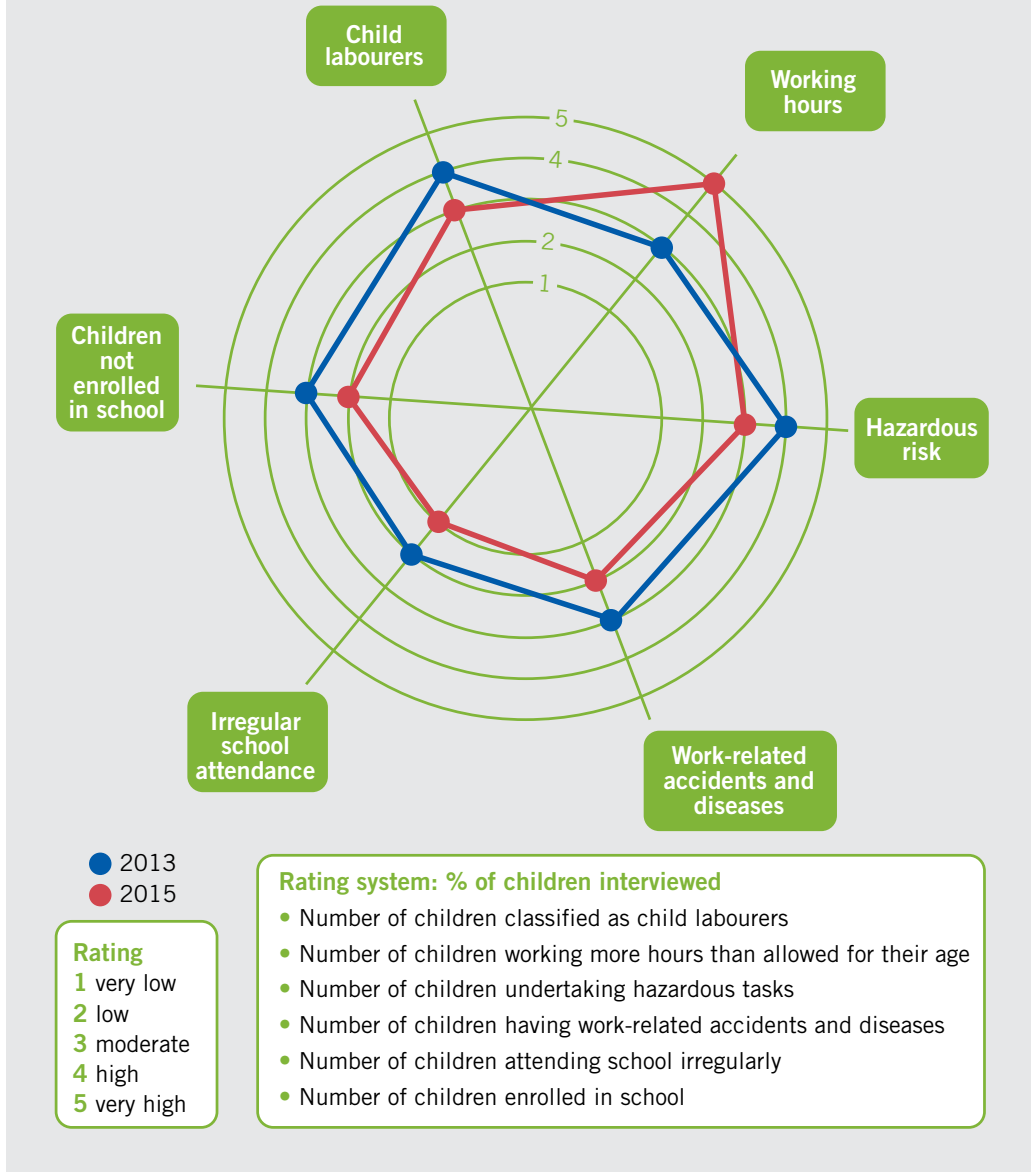 Child
labourers
Working
hours
5
4
2
1
Children
not
enrolled
in school
Hazardous
risk
Irregular
school
attendance
Work-related
accidents and
diseases
2013
2015
Rating
1 very low
2 low
3 moderate
4 high
5 very high
Rating system: % of children interviewed
• Number of children classified as child labourers
• Number of children working more hours than allowed for their age
• Number of children undertaking hazardous tasks
• Number of children having work-related accidents and diseases
• Number of children attending school irregularly
• Number of children enrolled in school